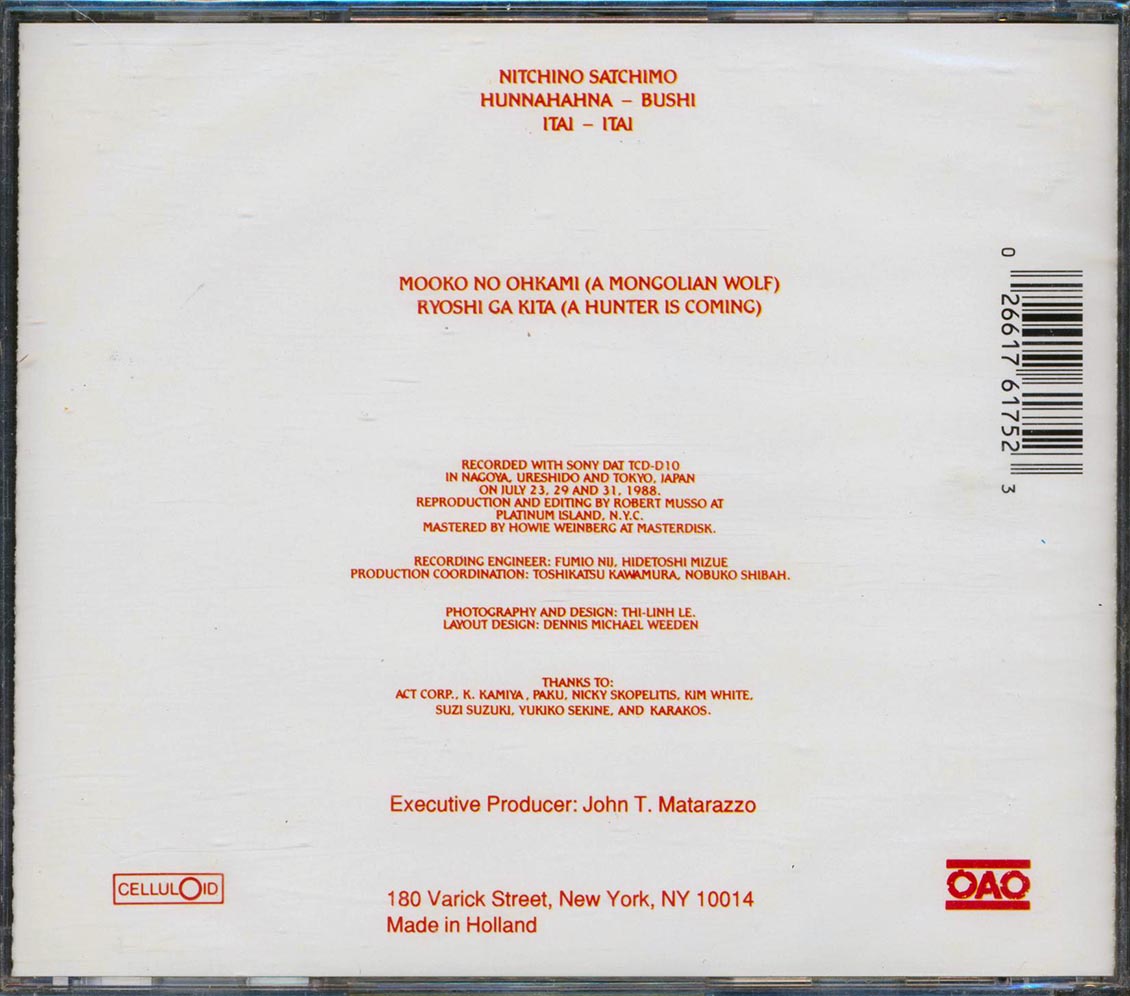 NITCHINO SATCHIMO
HUNNAHAHNA – BUSHI
ITAI – ITAI
MOOKO NO OHKAMI (A MONGOLIAN WOLF)
RYOSHI GA KITA (A HUNTER IS COMING)
0 26617 61752 3
RECORDED WITH SONY DAT TCD-D10
IN NAGOYA, URESHIDO AND TOKYO, JAPAN
ON JULY 23, 29 AND 31, 1988.
REPRODUCTION AND EDITING BY ROBERT MUSSO AT
PLATINUM ISLAND, N.Y.C.
MASTERED BY HOWIE WEINBERG AT MASTERDISK.
RECORDING ENGINEER: FUMIO NIJ, HIDETOSHI MIZUE
PRODUCTION COORDINATION: TOSHIKATSU KAWAMURA, NOBUKO SHIBAH.
PHOTOGRAPHY AND DESIGN: THI-LINH LE.
LAYOUT DESIGN: DENNIS MICHAEL WEEDEN
THANKS TO:
ACT CORP., K. KAMIYA, PAKU, NICKY SKOPELITIS, KIM WHITE,
SUZI SUZUKI, YUKIKO SEKINE, AND KARAKOS.
Executive Producer: John T. Matarazzo
CELLULOID
OAO
180 Varick Street, New York, NY 10014
Made in Holland